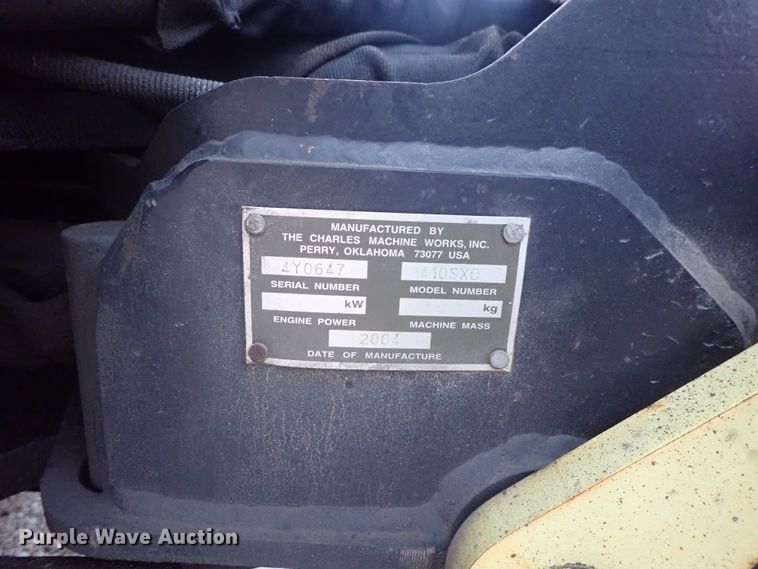 MANUFACTURED BY
THE CHARLES MACHINE WORKS, INC.
PERRY, OKLAHOMA 73077 USA
4Y0647 410SXD
SERIAL NUMBER MODEL NUMBER
kW kg
ENGINE POWER MACHINE MASS
2004
DATE OF MANUFACTURE
Purple Wave Auction